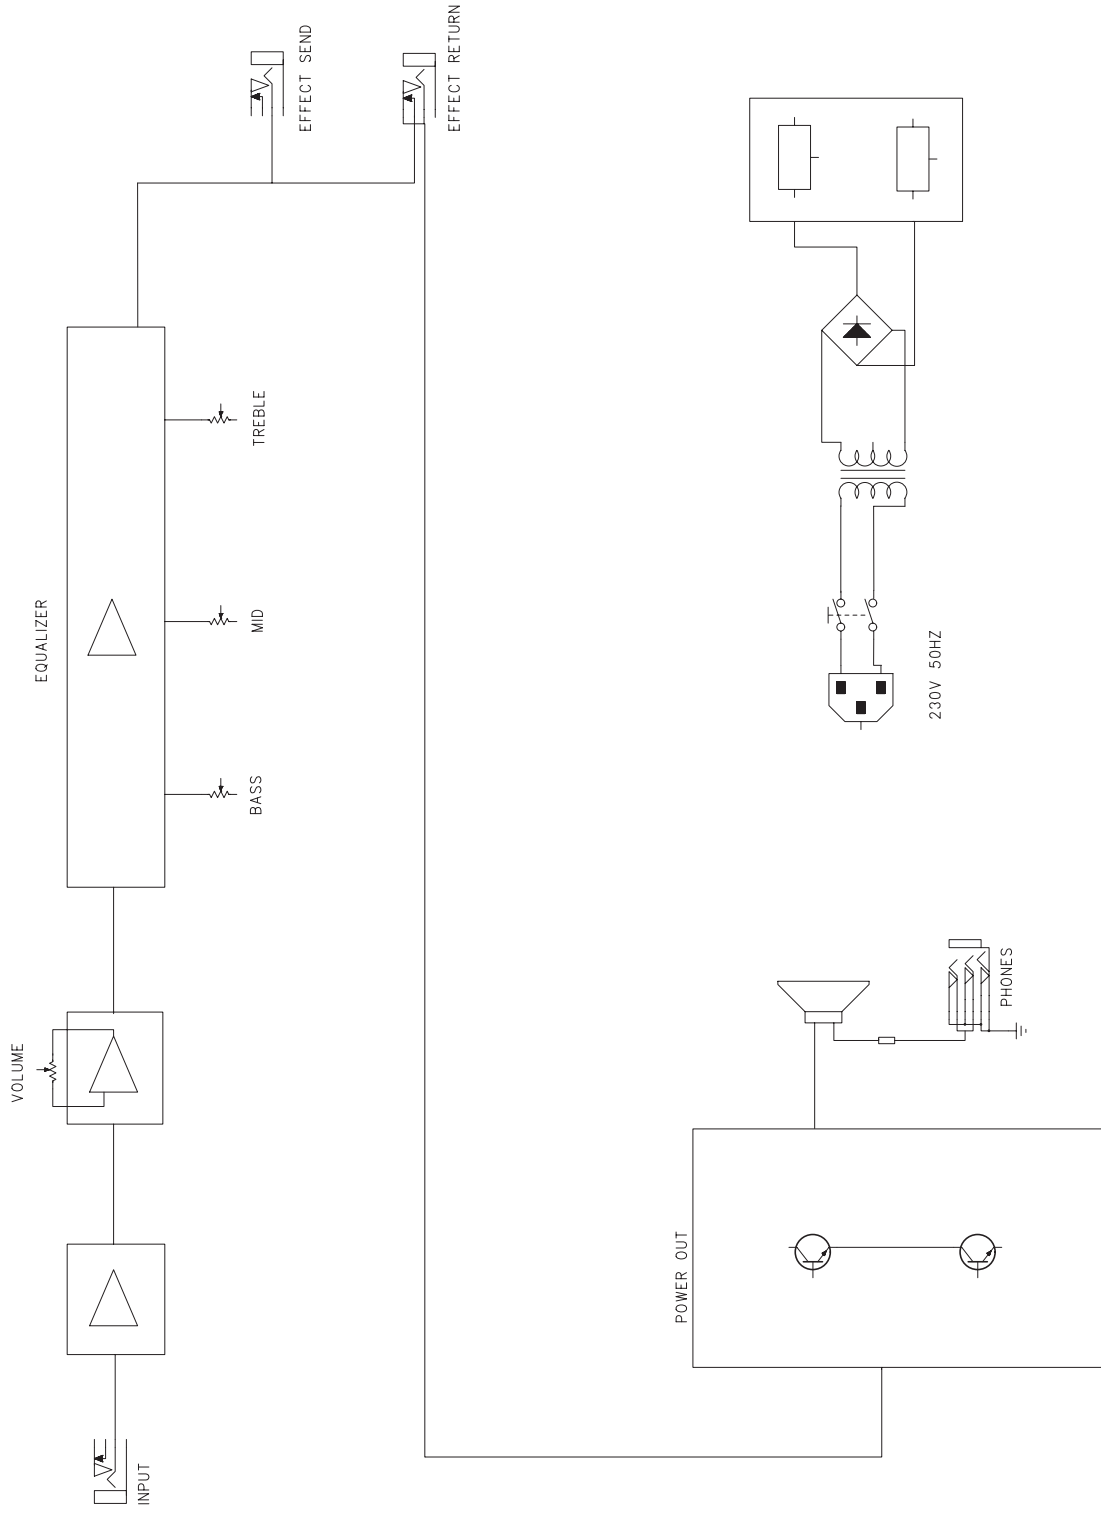 INPUT
VOLUME
EQUALIZER
BASS
MID
TREBLE
EFFECT SEND
EFFECT RETURN
POWER OUT
PHONES
230V 50HZ